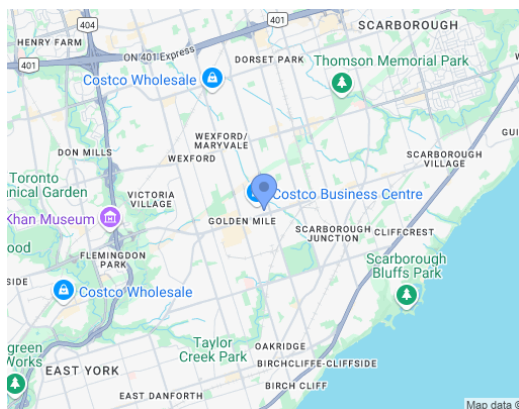 SCARBOROUGH
404
401
HENRY FARM
ON 401 Express
DORSET PARK
401
Costco Wholesale
Thomson Memorial Park
WEXFORD/
MARYVALE
GUI
DON MILLS
WEXFORD
SCARBOROUGH
VILLAGE
Toronto
anical Garden
VICTORIA
VILLAGE
Costco Business Centre
Khan Museum
GOLDEN MILE
SCARBOROUGH
JUNCTION
CLIFFCREST
FLEMINGDON
PARK
Scarborough
Bluffs Park
ood
SIDE
Costco Wholesale
Taylor
Creek Park
green
Works
OAKRIDGE
BIRCHCLIFFE-CLIFFSIDE
EAST YORK
BIRCH CLIFF
EAST DANFORTH
Map data ©